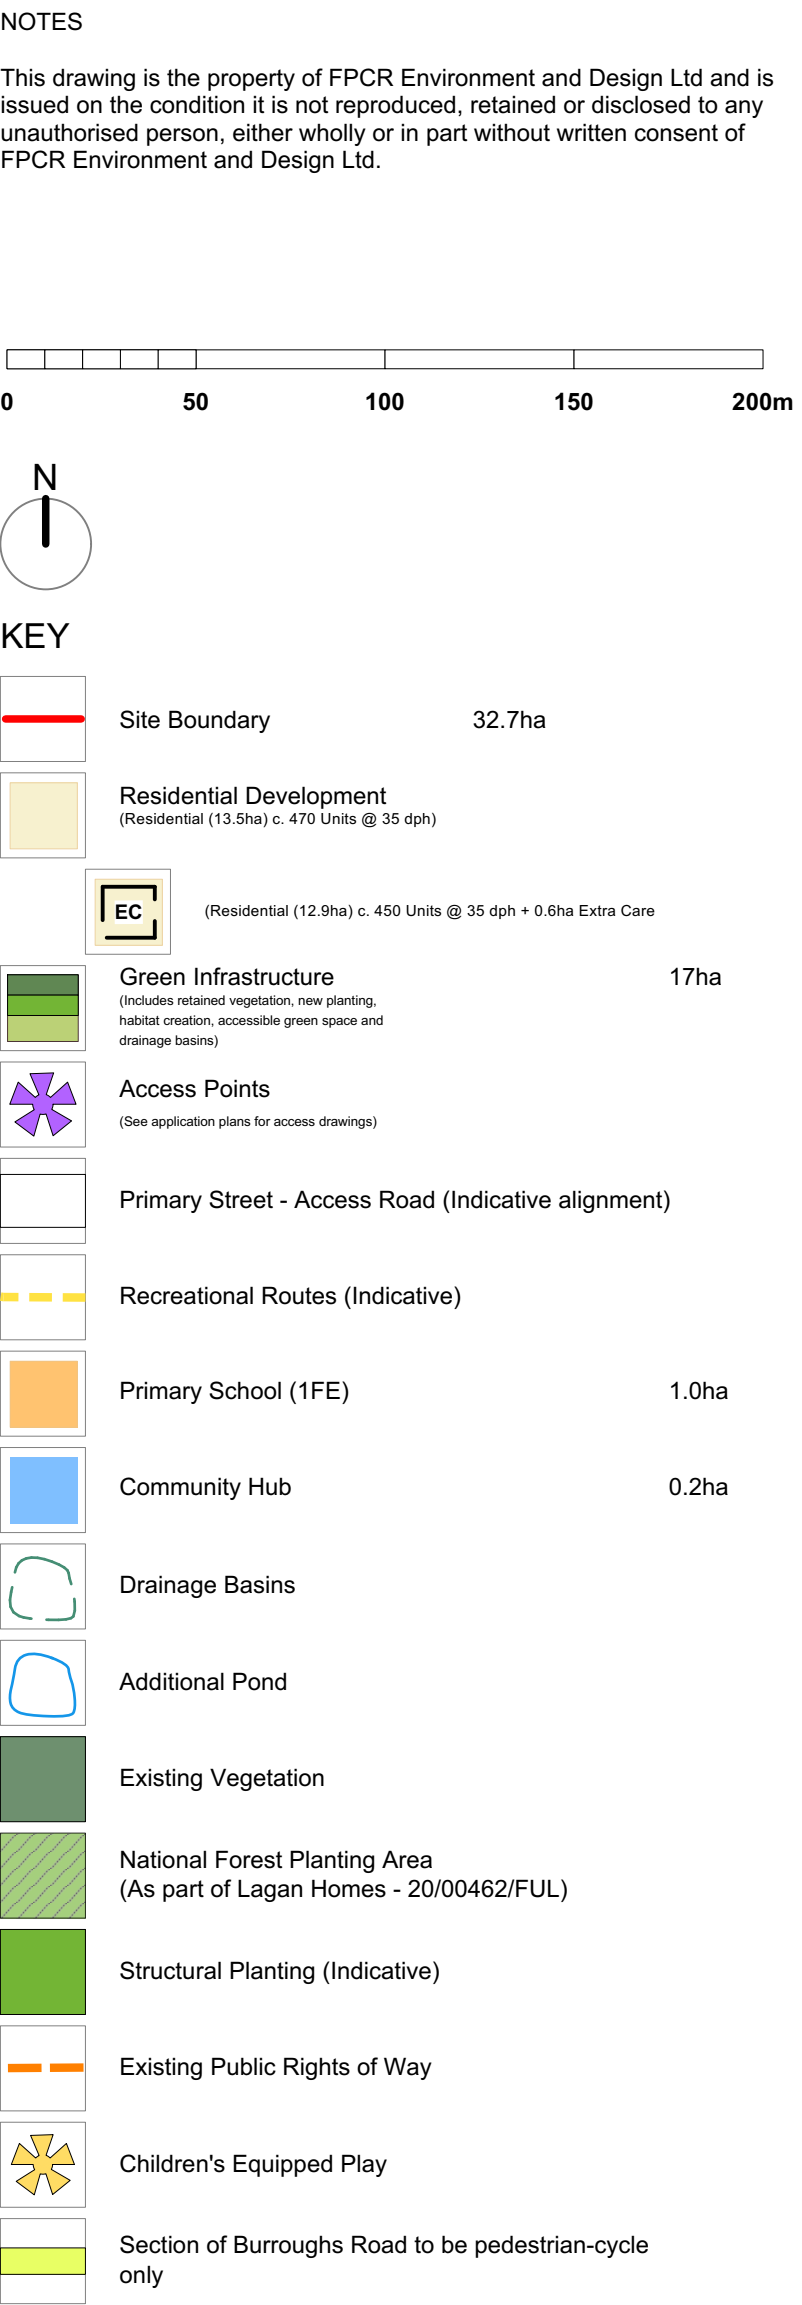 NOTES
This drawing is the property of FPCR Environment and Design Ltd and is
issued on the condition it is not reproduced, retained or disclosed to any
unauthorised person, either wholly or in part without written consent of
FPCR Environment and Design Ltd.
0 50 100 150 200m
N
KEY
Site Boundary 32.7ha
Residential Development
(Residential (13.5ha) c. 470 Units @ 35 dph)
EC (Residential (12.9ha) c. 450 Units @ 35 dph + 0.6ha Extra Care
Green Infrastructure 17ha
(Includes retained vegetation, new planting,
habitat creation, accessible green space and
drainage basins)
Access Points
(See application plans for access drawings)
Primary Street - Access Road (Indicative alignment)
Recreational Routes (Indicative)
Primary School (1FE) 1.0ha
Community Hub 0.2ha
Drainage Basins
Additional Pond
Existing Vegetation
National Forest Planting Area
(As part of Lagan Homes - 20/00462/FUL)
Structural Planting (Indicative)
Existing Public Rights of Way
Children's Equipped Play
Section of Burroughs Road to be pedestrian-cycle
only